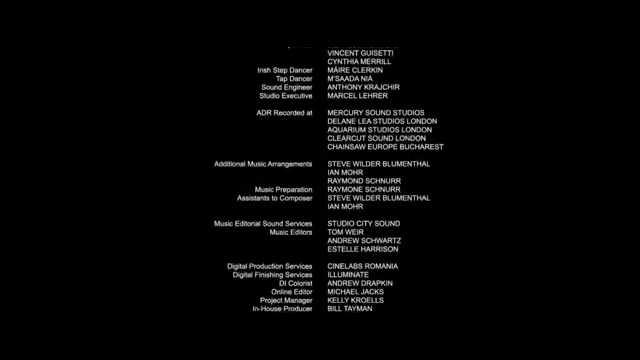 VINCENT GUISETTI
CYNTHIA MERRILL
Irish Step Dancer MÁIRE CLERKIN
Tap Dancer M'SAADA NIA
Sound Engineer ANTHONY KRAJCHIR
Studio Executive MARCEL LEHRER
ADR Recorded at MERCURY SOUND STUDIOS
DELANE LEA STUDIOS LONDON
AQUARIUM STUDIOS LONDON
CLEARCUT SOUND LONDON
CHAINSAW EUROPE BUCHAREST
Additional Music Arrangements STEVE WILDER BLUMENTHAL
IAN MOHR
RAYMOND SCHNURR
Music Preparation RAYMONE SCHNURR
Assistants to Composer STEVE WILDER BLUMENTHAL
IAN MOHR
Music Editorial Sound Services STUDIO CITY SOUND
Music Editors TOM WEIR
ANDREW SCHWARTZ
ESTELLE HARRISON
Digital Production Services CINELABS ROMANIA
Digital Finishing Services ILLUMINATE
DI Colorist ANDREW DRAPKIN
Online Editor MICHAEL JACKS
Project Manager KELLY KROELLS
In-House Producer BILL TAYMAN